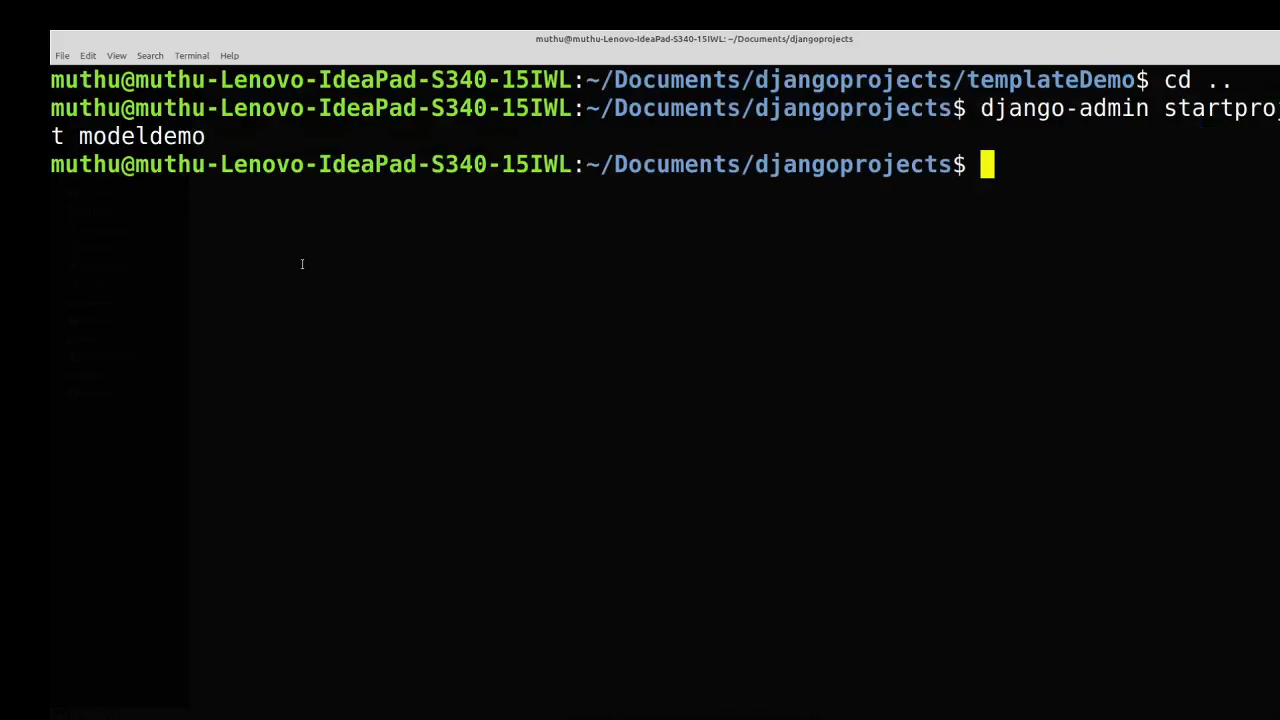 muthu@muthu-Lenovo-IdeaPad-S340-15IWL: ~/Documents/djangoprojects
File Edit View Search Terminal Help
muthu@muthu-Lenovo-IdeaPad-S340-15IWL:~/Documents/djangoprojects/templateDemo$ cd ..
muthu@muthu-Lenovo-IdeaPad-S340-15IWL:~/Documents/djangoprojects$ django-admin startproj
t modeldemo
muthu@muthu-Lenovo-IdeaPad-S340-15IWL:~/Documents/djangoprojects$